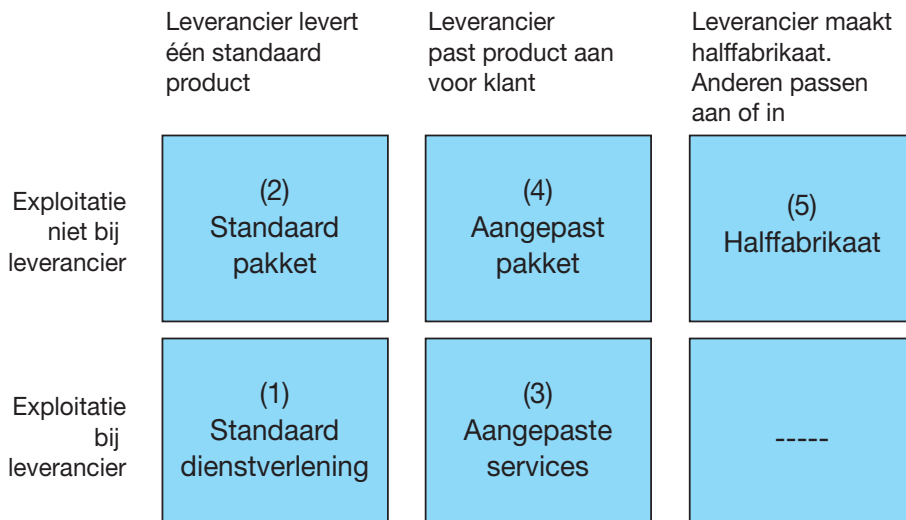 Leverancier levert
één standaard
product
Leverancier
past product aan
voor klant
Leverancier maakt
halffabrikaat.
Anderen passen
aan of in
Exploitatie
niet bij
leverancier
(2)
Standaard
pakket
(4)
Aangepast
pakket
(5)
Halffabrikaat
Exploitatie
bij
leverancier
(1)
Standaard
dienstverlening
(3)
Aangepaste
services
-----